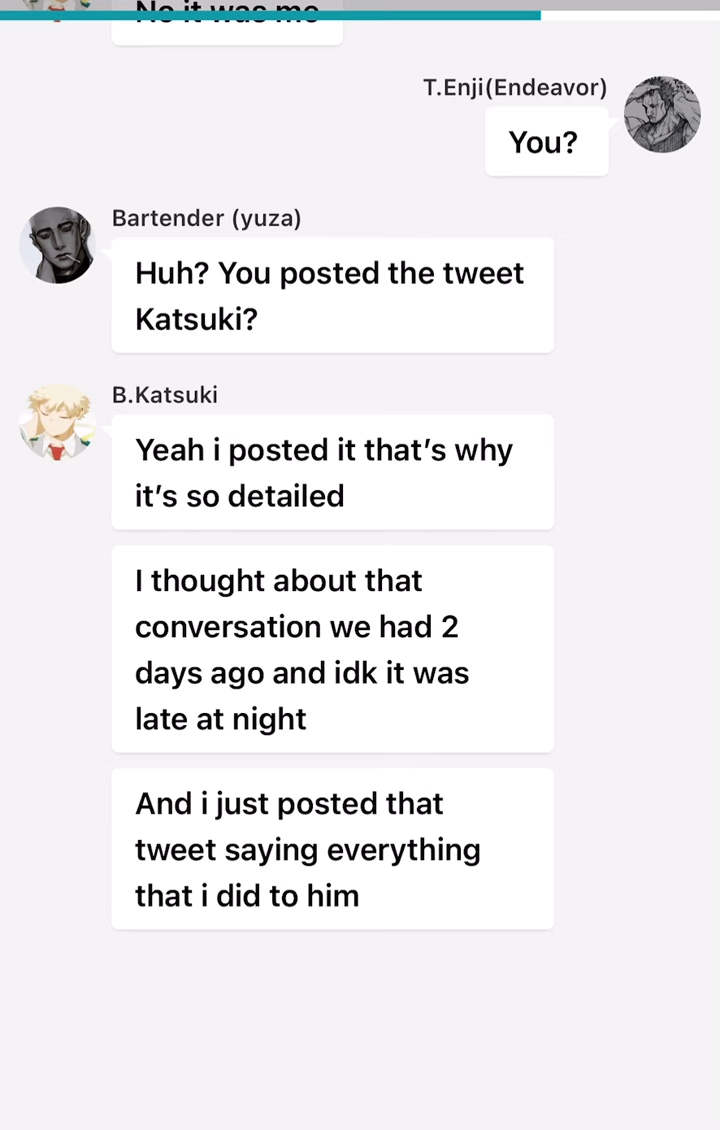 No it was me
T.Enji(Endeavor)
You?
Bartender (yuza)
Huh? You posted the tweet
Katsuki?
B.Katsuki
Yeah i posted it that’s why
it’s so detailed
I thought about that
conversation we had 2
days ago and idk it was
late at night
And i just posted that
tweet saying everything
that i did to him